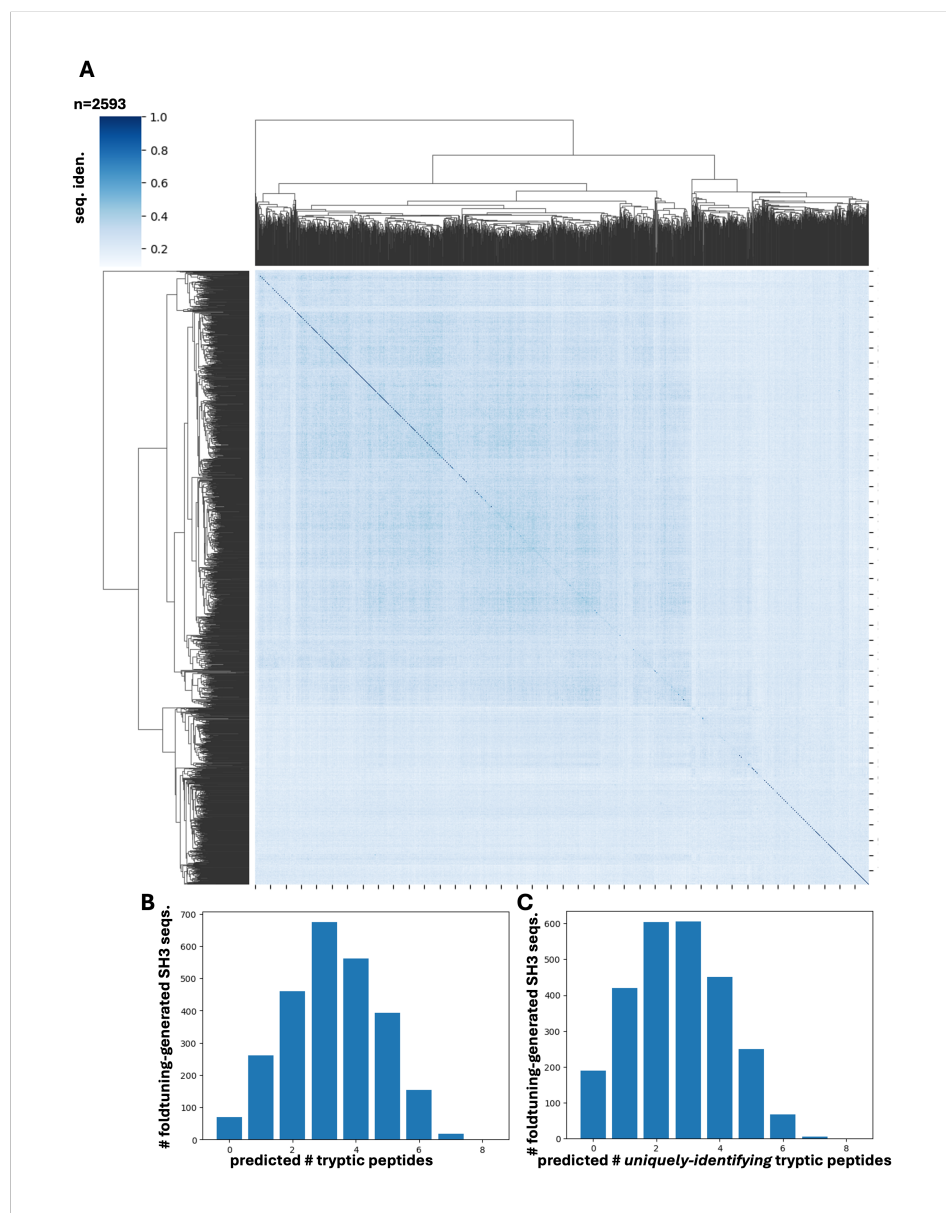 A
n=2593
seq. iden.
1.0
0.8
0.6
0.4
0.2
B
# foldtuning-generated SH3 seqs.
700
600
500
400
300
200
100
0
0 2 4 6 8
predicted # tryptic peptides
C
# foldtuning-generated SH3 seqs.
600
500
400
300
200
100
0
0 2 4 6 8
predicted # uniquely-identifying tryptic peptides